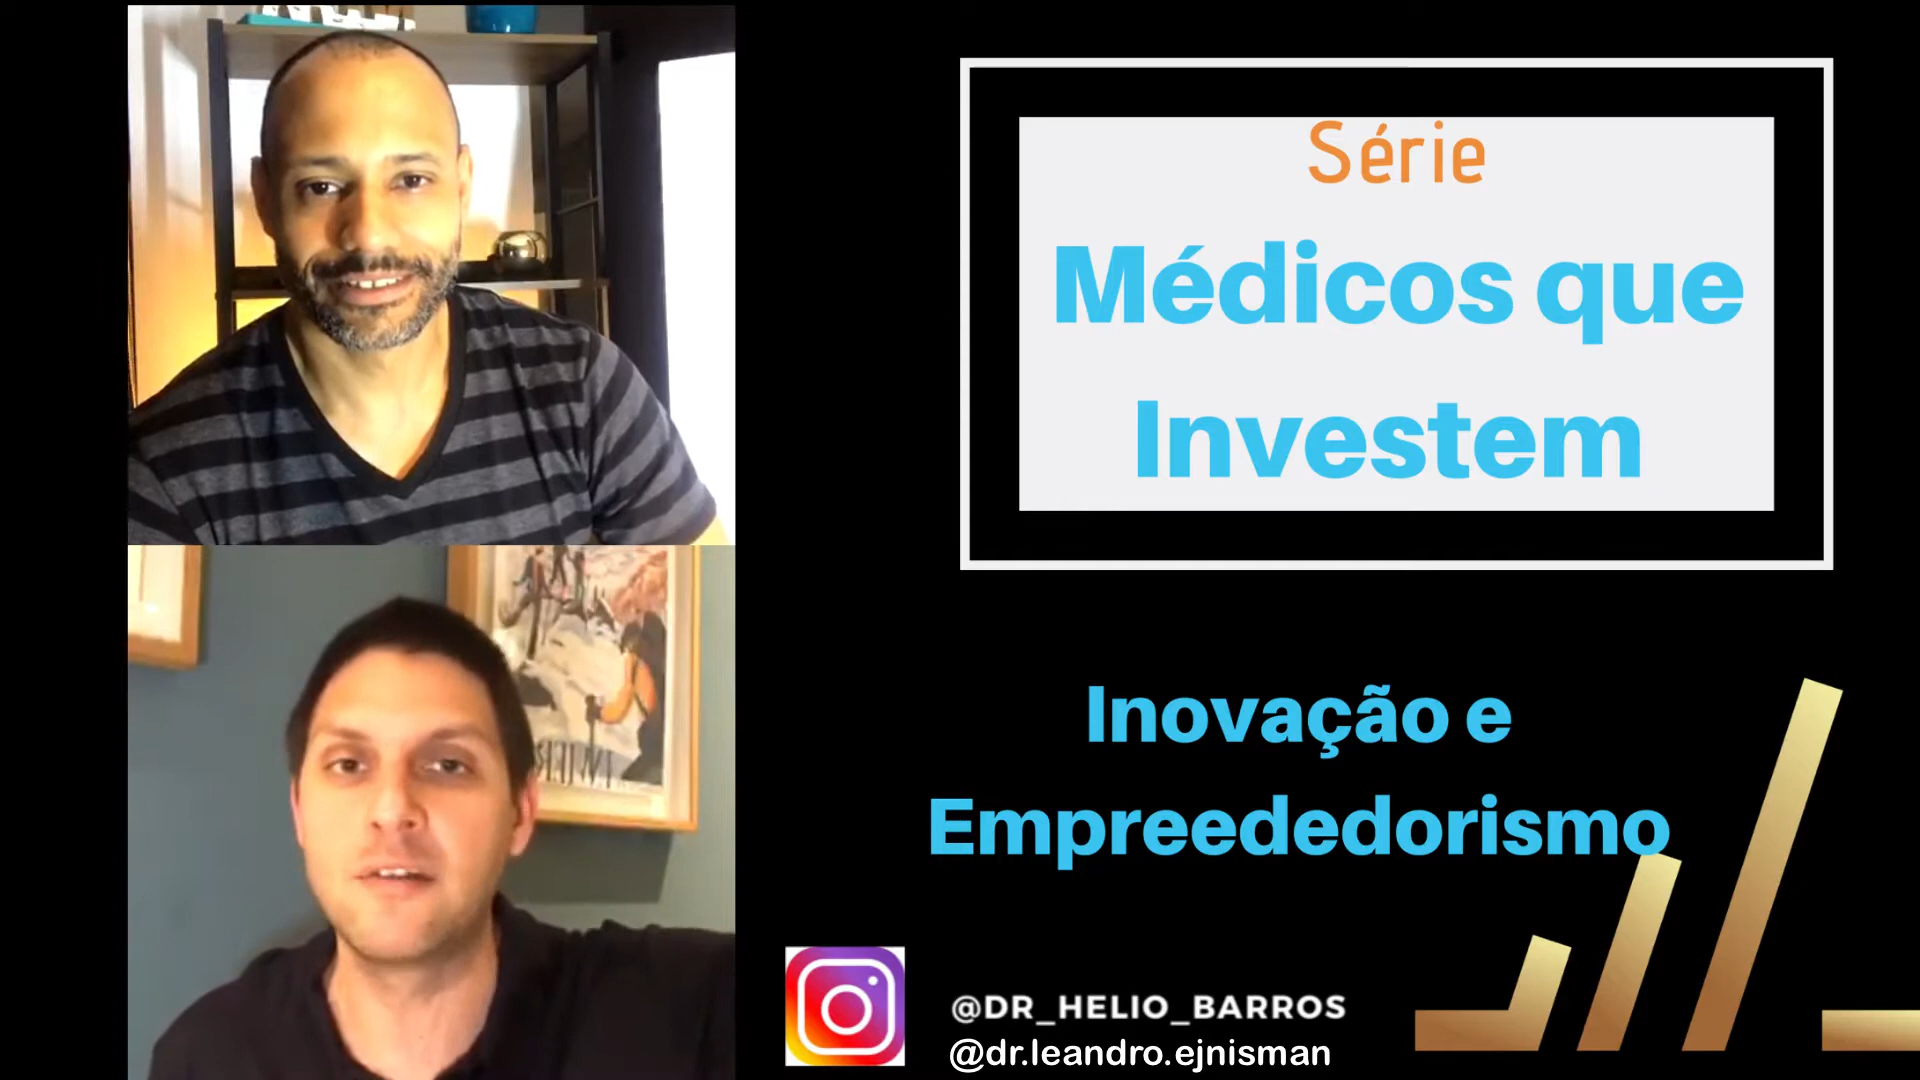 Série
Médicos que
Investem
Inovação e
Empreededorismo
@DR_HELIO_BARROS
@dr.leandro.ejnisman